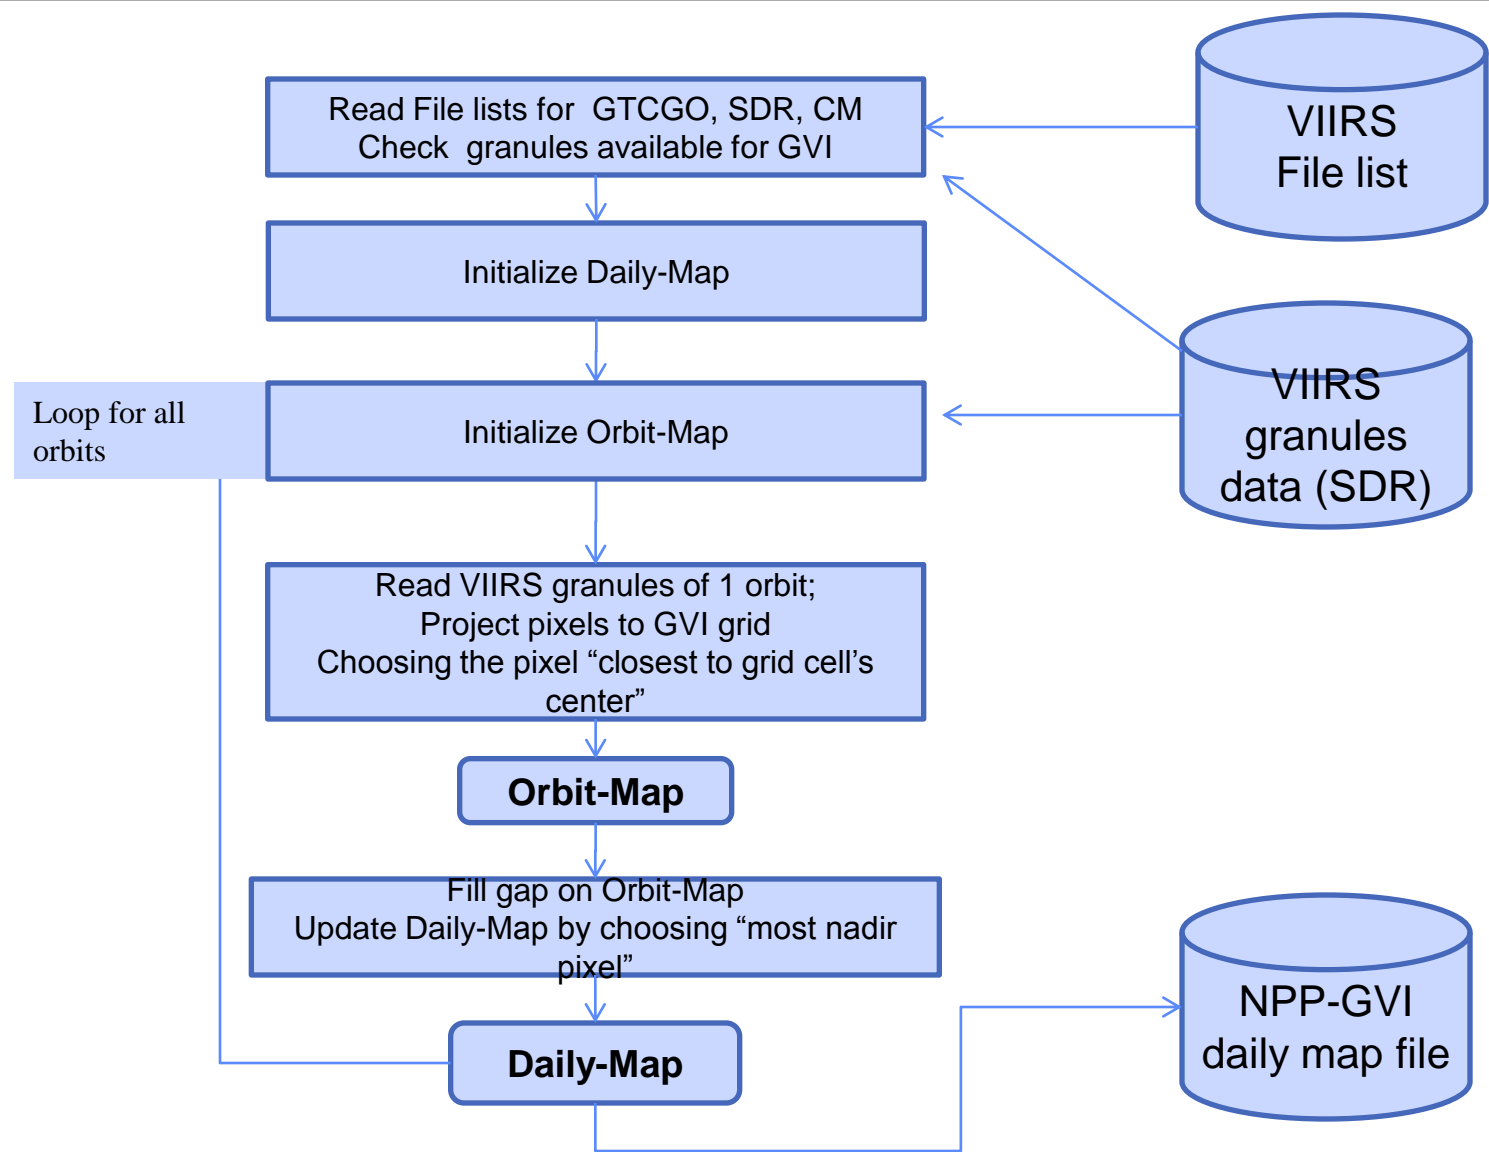 Read File lists for  GTCGO, SDR, CM
Check  granules available for GVI
VIIRS
File list
Initialize Daily-Map
Loop for all
orbits
Initialize Orbit-Map
VIIRS
granules
data (SDR)
Read VIIRS granules of 1 orbit;
Project pixels to GVI grid
Choosing the pixel “closest to grid cell’s
center”
Orbit-Map
Fill gap on Orbit-Map
Update Daily-Map by choosing “most nadir
pixel”
Daily-Map
NPP-GVI
daily map file